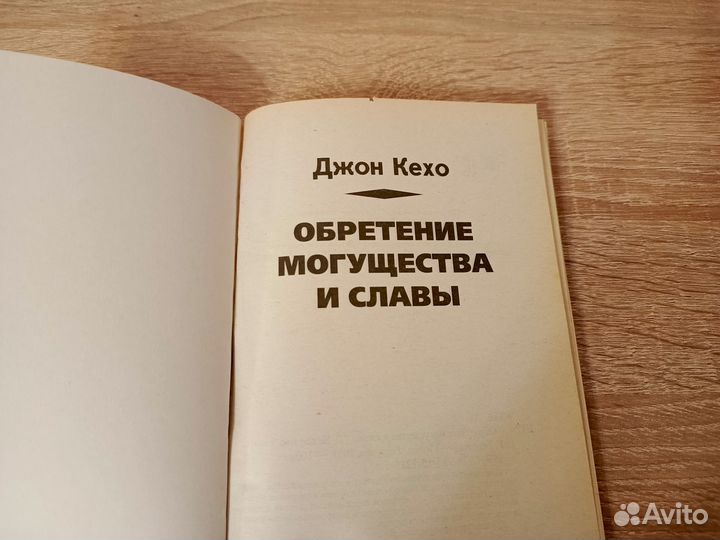 Джон Кехо
ОБРЕТЕНИЕ
МОГУЩЕСТВА
И СЛАВЫ
Avito